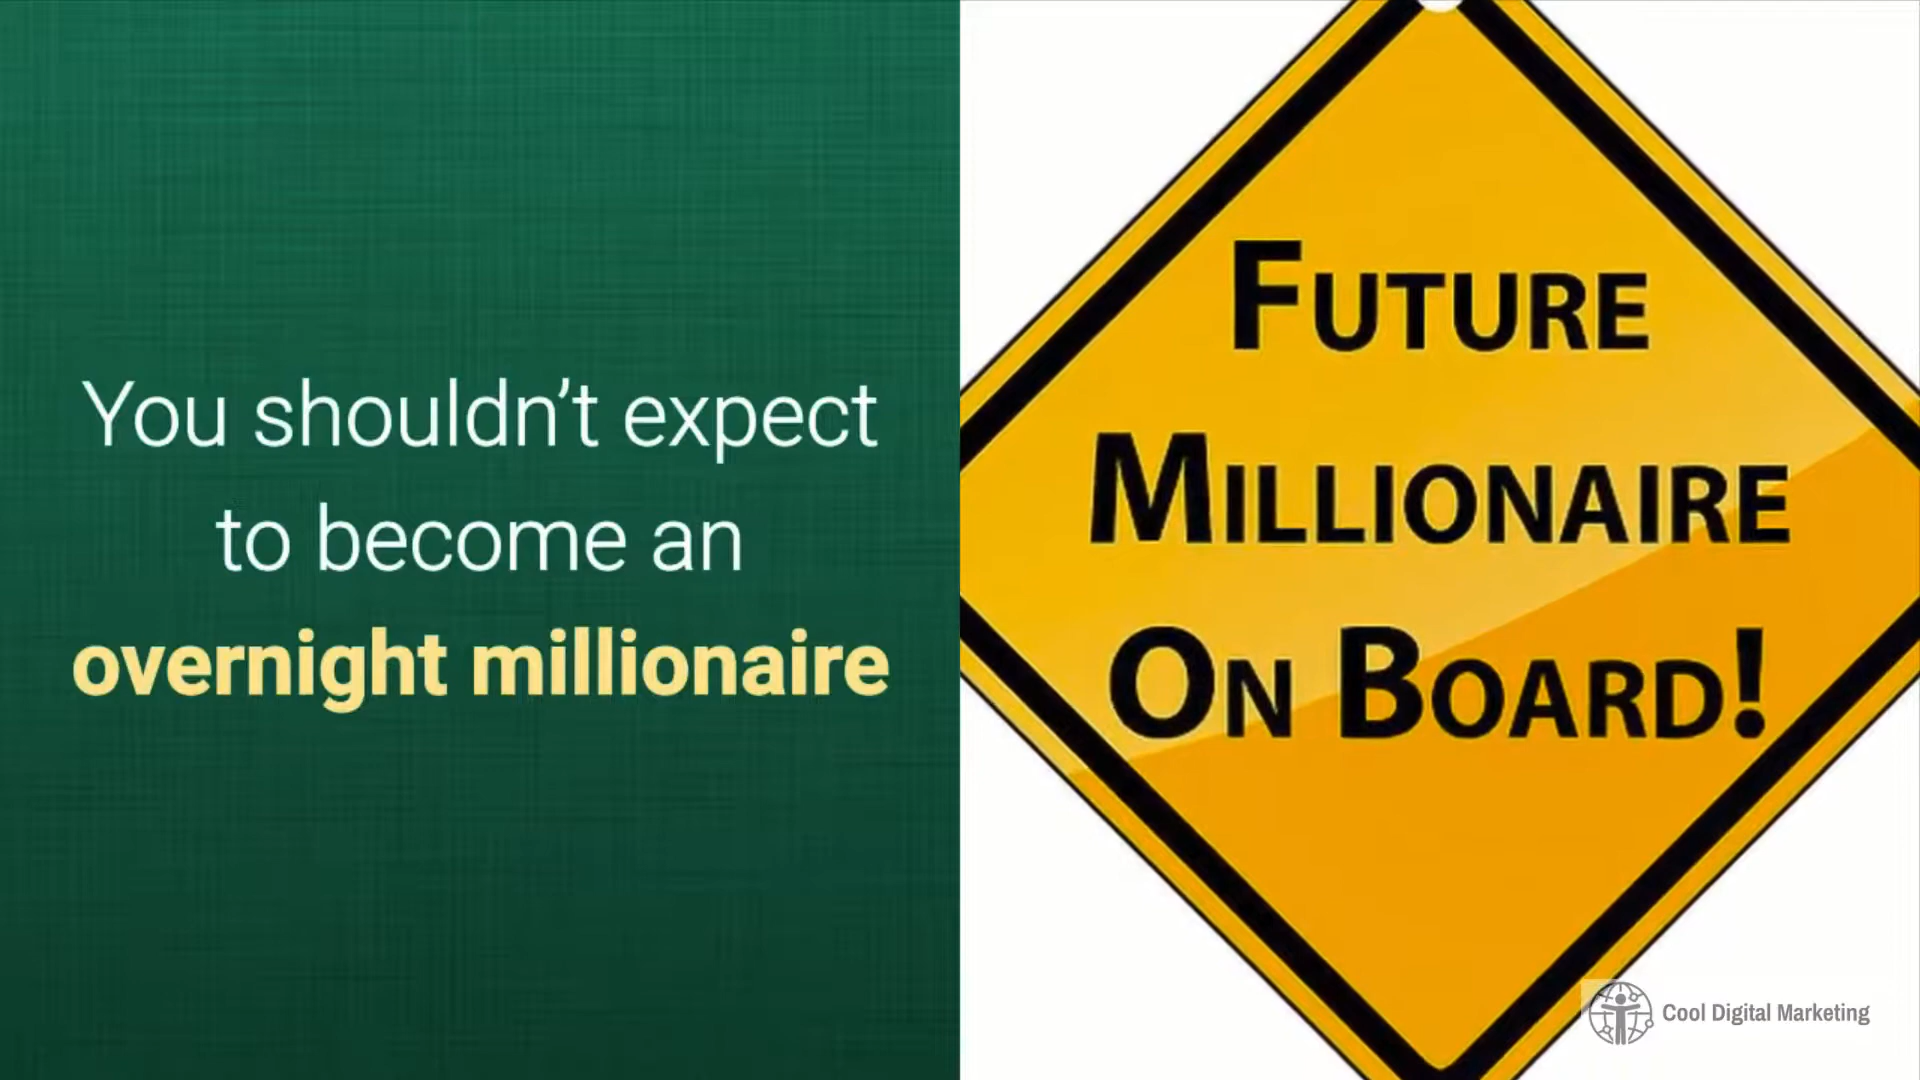 You shouldn’t expect
to become an
overnight millionaire
FUTURE
MILLIONAIRE
ON BOARD!
Cool Digital Marketing